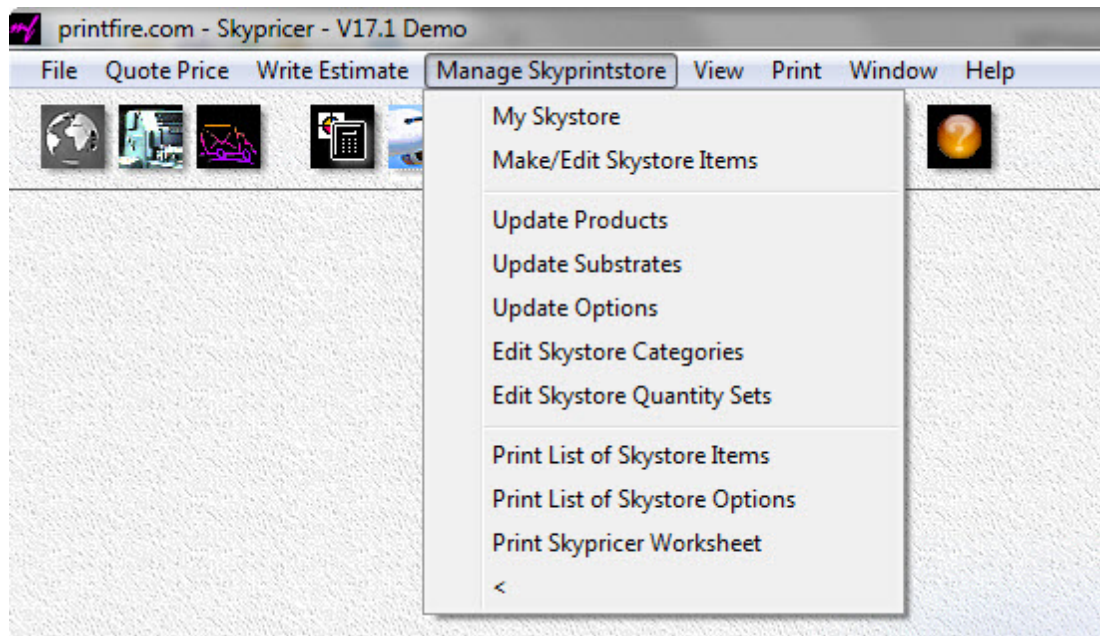 printfire.com - Skypricer - V17.1 Demo
File Quote Price Write Estimate Manage Skyprintstore View Print Window Help
My Skystore
Make/Edit Skystore Items
Update Products
Update Substrates
Update Options
Edit Skystore Categories
Edit Skystore Quantity Sets
Print List of Skystore Items
Print List of Skystore Options
Print Skypricer Worksheet
<